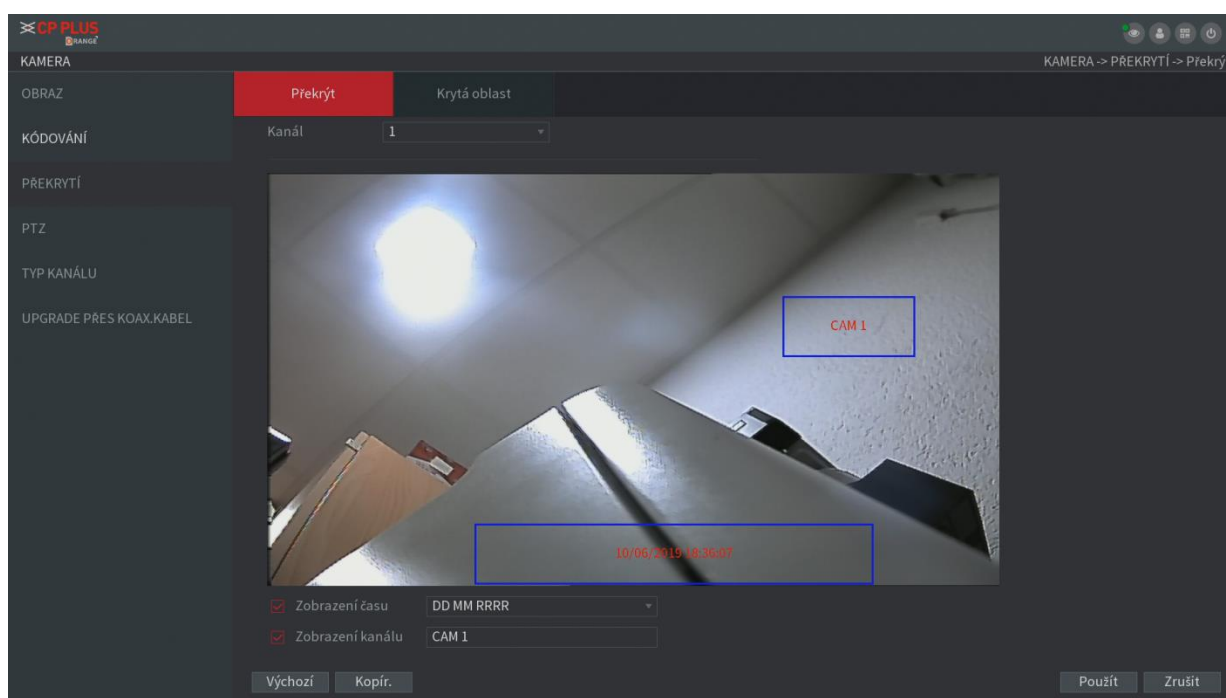 CP PLUS
ORANGE
KAMERA
KAMERA -> PŘEKRYTÍ -> Překrý
OBRAZ
KÓDOVÁNÍ
PŘEKRYTÍ
PTZ
TYP KANÁLU
UPGRADE PŘES KOAX.KABEL
Překrýt
Krytá oblast
Kanál 1
CAM 1
10/06/2019 18:36:07
Zobrazení času DD MM RRRR
Zobrazení kanálu CAM 1
Výchozí Kopír. Použít Zrušit